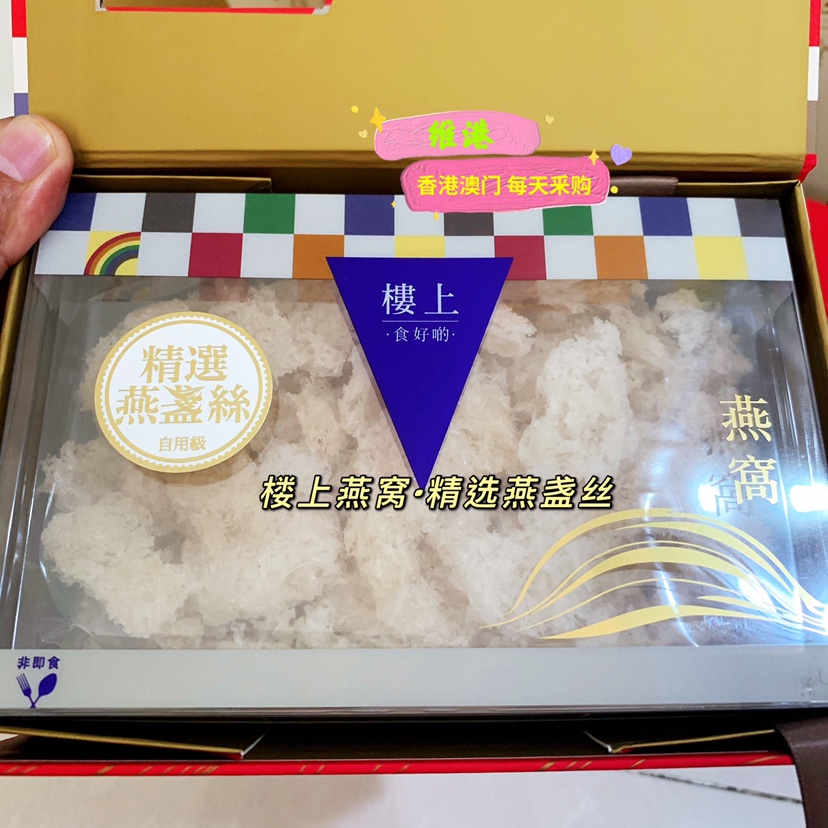 维港
香港澳门 每天采购
樓上
·食好啲·
精選
燕盞絲
自用級
燕窩
楼上燕窝·精选燕盏丝
非即食